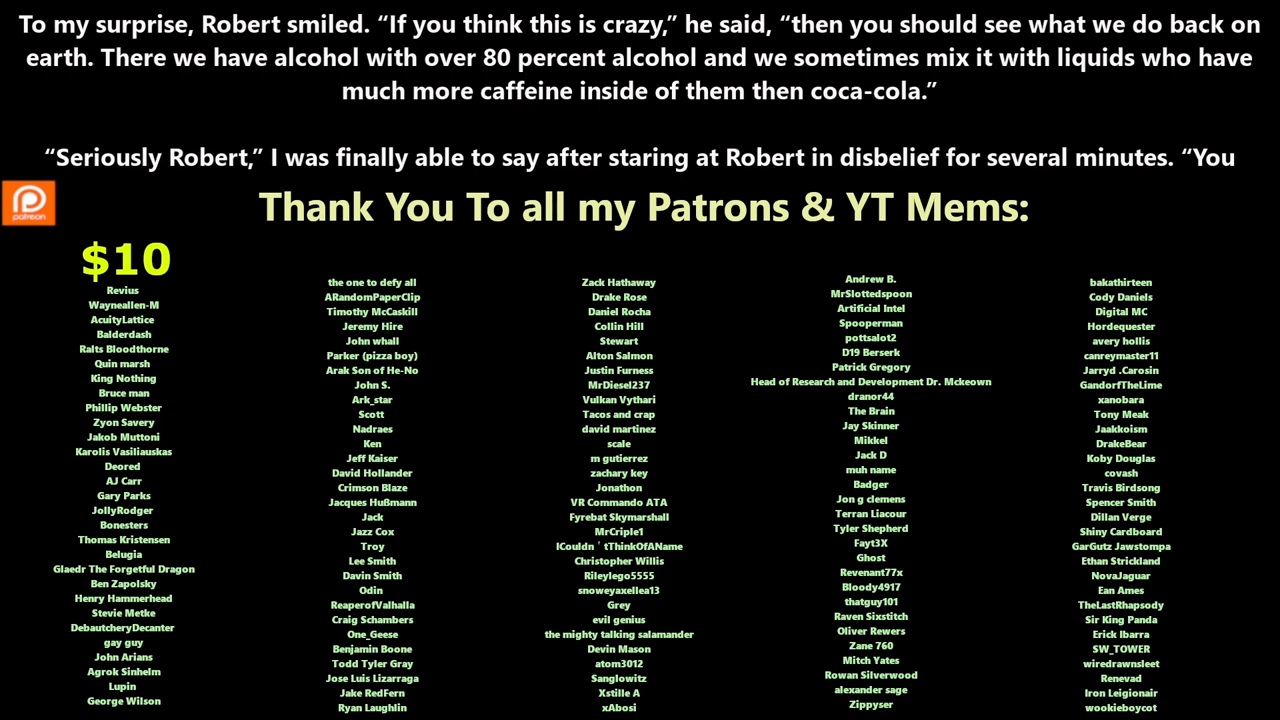 To my surprise, Robert smiled. “If you think this is crazy,” he said, “then you should see what we do back on
earth. There we have alcohol with over 80 percent alcohol and we sometimes mix it with liquids who have
much more caffeine inside of them then coca-cola.”
“Seriously Robert,” I was finally able to say after staring at Robert in disbelief for several minutes. “You
patreon
Thank You To all my Patrons & YT Mems:
$10
Revius
Wayneallen-M
AcuityLattice
Balderdash
Ralts Bloodthorne
Quin marsh
King Nothing
Bruce man
Phillip Webster
Zyon Savery
Jakob Muttoni
Karolis Vasiliauskas
Deored
AJ Carr
Gary Parks
JollyRodger
Bonesters
Thomas Kristensen
Belugia
Glaedr The Forgetful Dragon
Ben Zapolsky
Henry Hammerhead
Stevie Metke
DebautcheryDecanter
gay guy
John Arians
Agrok Sinhelm
Lupin
George Wilson
the one to defy all
ARandomPaperClip
Timothy McCaskill
Jeremy Hire
John whall
Parker (pizza boy)
Arak Son of He-No
John S.
Ark_star
Scott
Nadraes
Ken
Jeff Kaiser
David Hollander
Crimson Blaze
Jacques Hußmann
Jack
Jazz Cox
Troy
Lee Smith
Davin Smith
Odin
ReaperofValhalla
Craig Schambers
One_Geese
Benjamin Boone
Todd Tyler Gray
Jose Luis Lizarraga
Jake RedFern
Ryan Laughlin
Zack Hathaway
Drake Rose
Daniel Rocha
Collin Hill
Stewart
Alton Salmon
Justin Furness
MrDiesel237
Vulkan Vythari
Tacos and crap
david martinez
scale
m gutierrez
zachary key
Jonathon
VR Commando ATA
Fyrebat Skymarshall
MrCriple1
ICouldn’tThinkOfAName
Christopher Willis
Rileylego5555
snoweyaxellea13
Grey
evil genius
the mighty talking salamander
Devin Mason
atom3012
Sanglowitz
Xstille A
xAbosi
Andrew B.
MrSlottedspoon
Artificial Intel
Spooperman
pottsalot2
D19 Berserk
Patrick Gregory
Head of Research and Development Dr. Mckeown
dranor44
The Brain
Jay Skinner
Mikkel
Jack D
muh name
Badger
Jon g clemens
Terran Liacour
Tyler Shepherd
Fayt3X
Ghost
Revenant77x
Bloody4917
thatguy101
Raven Sixstitch
Oliver Rewers
Zane 760
Mitch Yates
Rowan Silverwood
alexander sage
Zippyser
bakathirteen
Cody Daniels
Digital MC
Hordequester
avery hollis
canreymaster11
Jarryd .Carosin
GandorfTheLime
xanobara
Tony Meak
Jaakkoism
DrakeBear
Koby Douglas
covash
Travis Birdsong
Spencer Smith
Dillan Verge
Shiny Cardboard
GarGutz Jawstompa
Ethan Strickland
NovaJaguar
Ean Ames
TheLastRhapsody
Sir King Panda
Erick Ibarra
SW_TOWER
wiredrawnsleet
Renevad
Iron Leigionair
wookieboycot